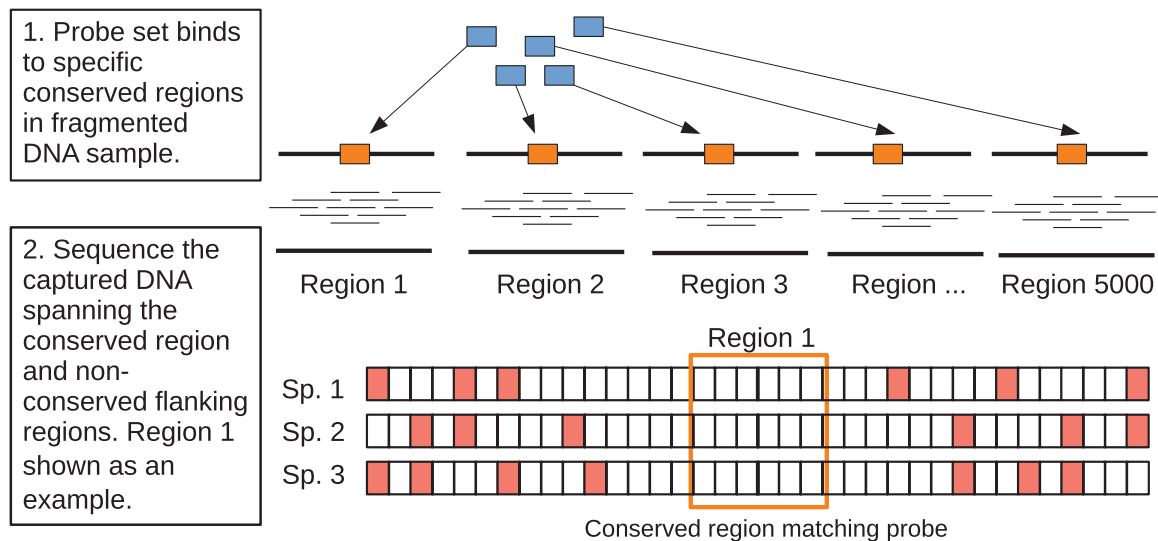 1. Probe set binds
to specific
conserved regions
in fragmented
DNA sample.
2. Sequence the
captured DNA
spanning the
conserved region
and non-
conserved flanking
regions. Region 1
shown as an
example.
Region 1
Region 2
Region 3
Region ...
Region 5000
Region 1
Sp. 1
Sp. 2
Sp. 3
Conserved region matching probe